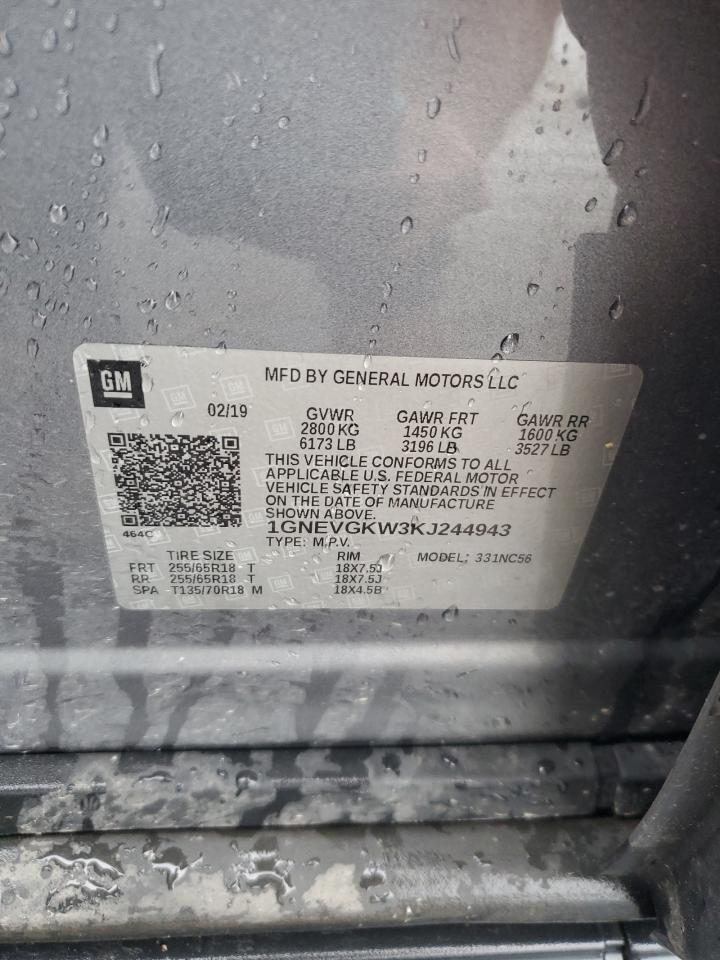 GM
MFD BY GENERAL MOTORS LLC
02/19
GVWR GAWR FRT GAWR RR
2800 KG 1450 KG 1600 KG
6173 LB 3196 LB 3527 LB
THIS VEHICLE CONFORMS TO ALL
APPLICABLE U.S. FEDERAL MOTOR
VEHICLE SAFETY STANDARDS IN EFFECT
ON THE DATE OF MANUFACTURE
SHOWN ABOVE.
1GNEVGKW3KJ244943
464C
TYPE: M.P.V. MODEL: 331NC56
TIRE SIZE RIM
FRT 255/65R18 T 18X7.5J
RR 255/65R18 T 18X7.5J
SPA T135/70R18 M 18X4.5B